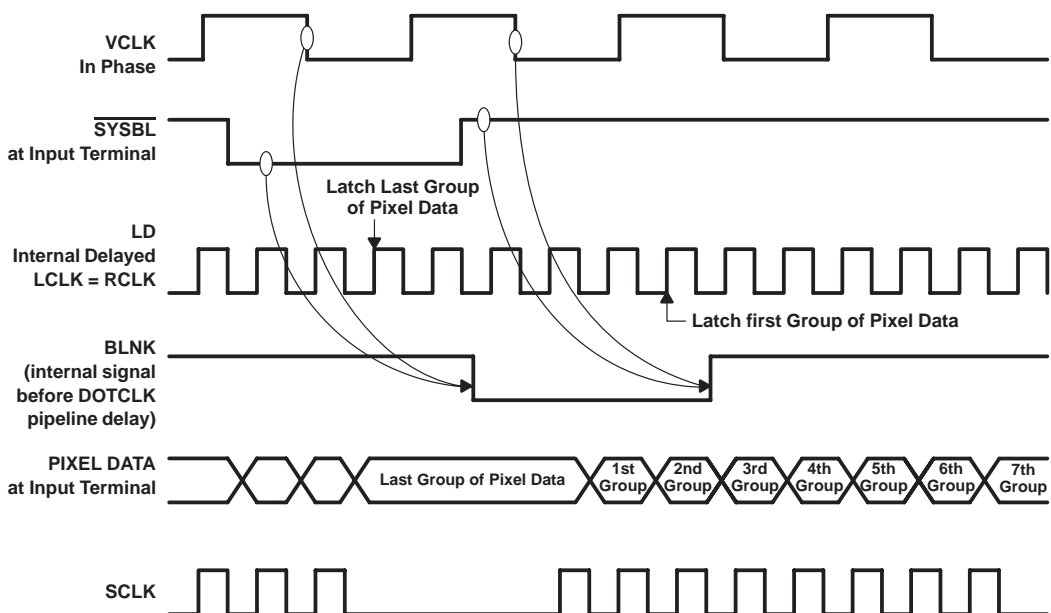 VCLK
In Phase
SYSBL
at Input Terminal
Latch Last Group
of Pixel Data
LD
Internal Delayed
LCLK = RCLK
Latch first Group of Pixel Data
BLNK
(internal signal
before DOTCLK
pipeline delay)
PIXEL DATA
at Input Terminal
Last Group of Pixel Data
1st
Group
2nd
Group
3rd
Group
4th
Group
5th
Group
6th
Group
7th
Group
SCLK